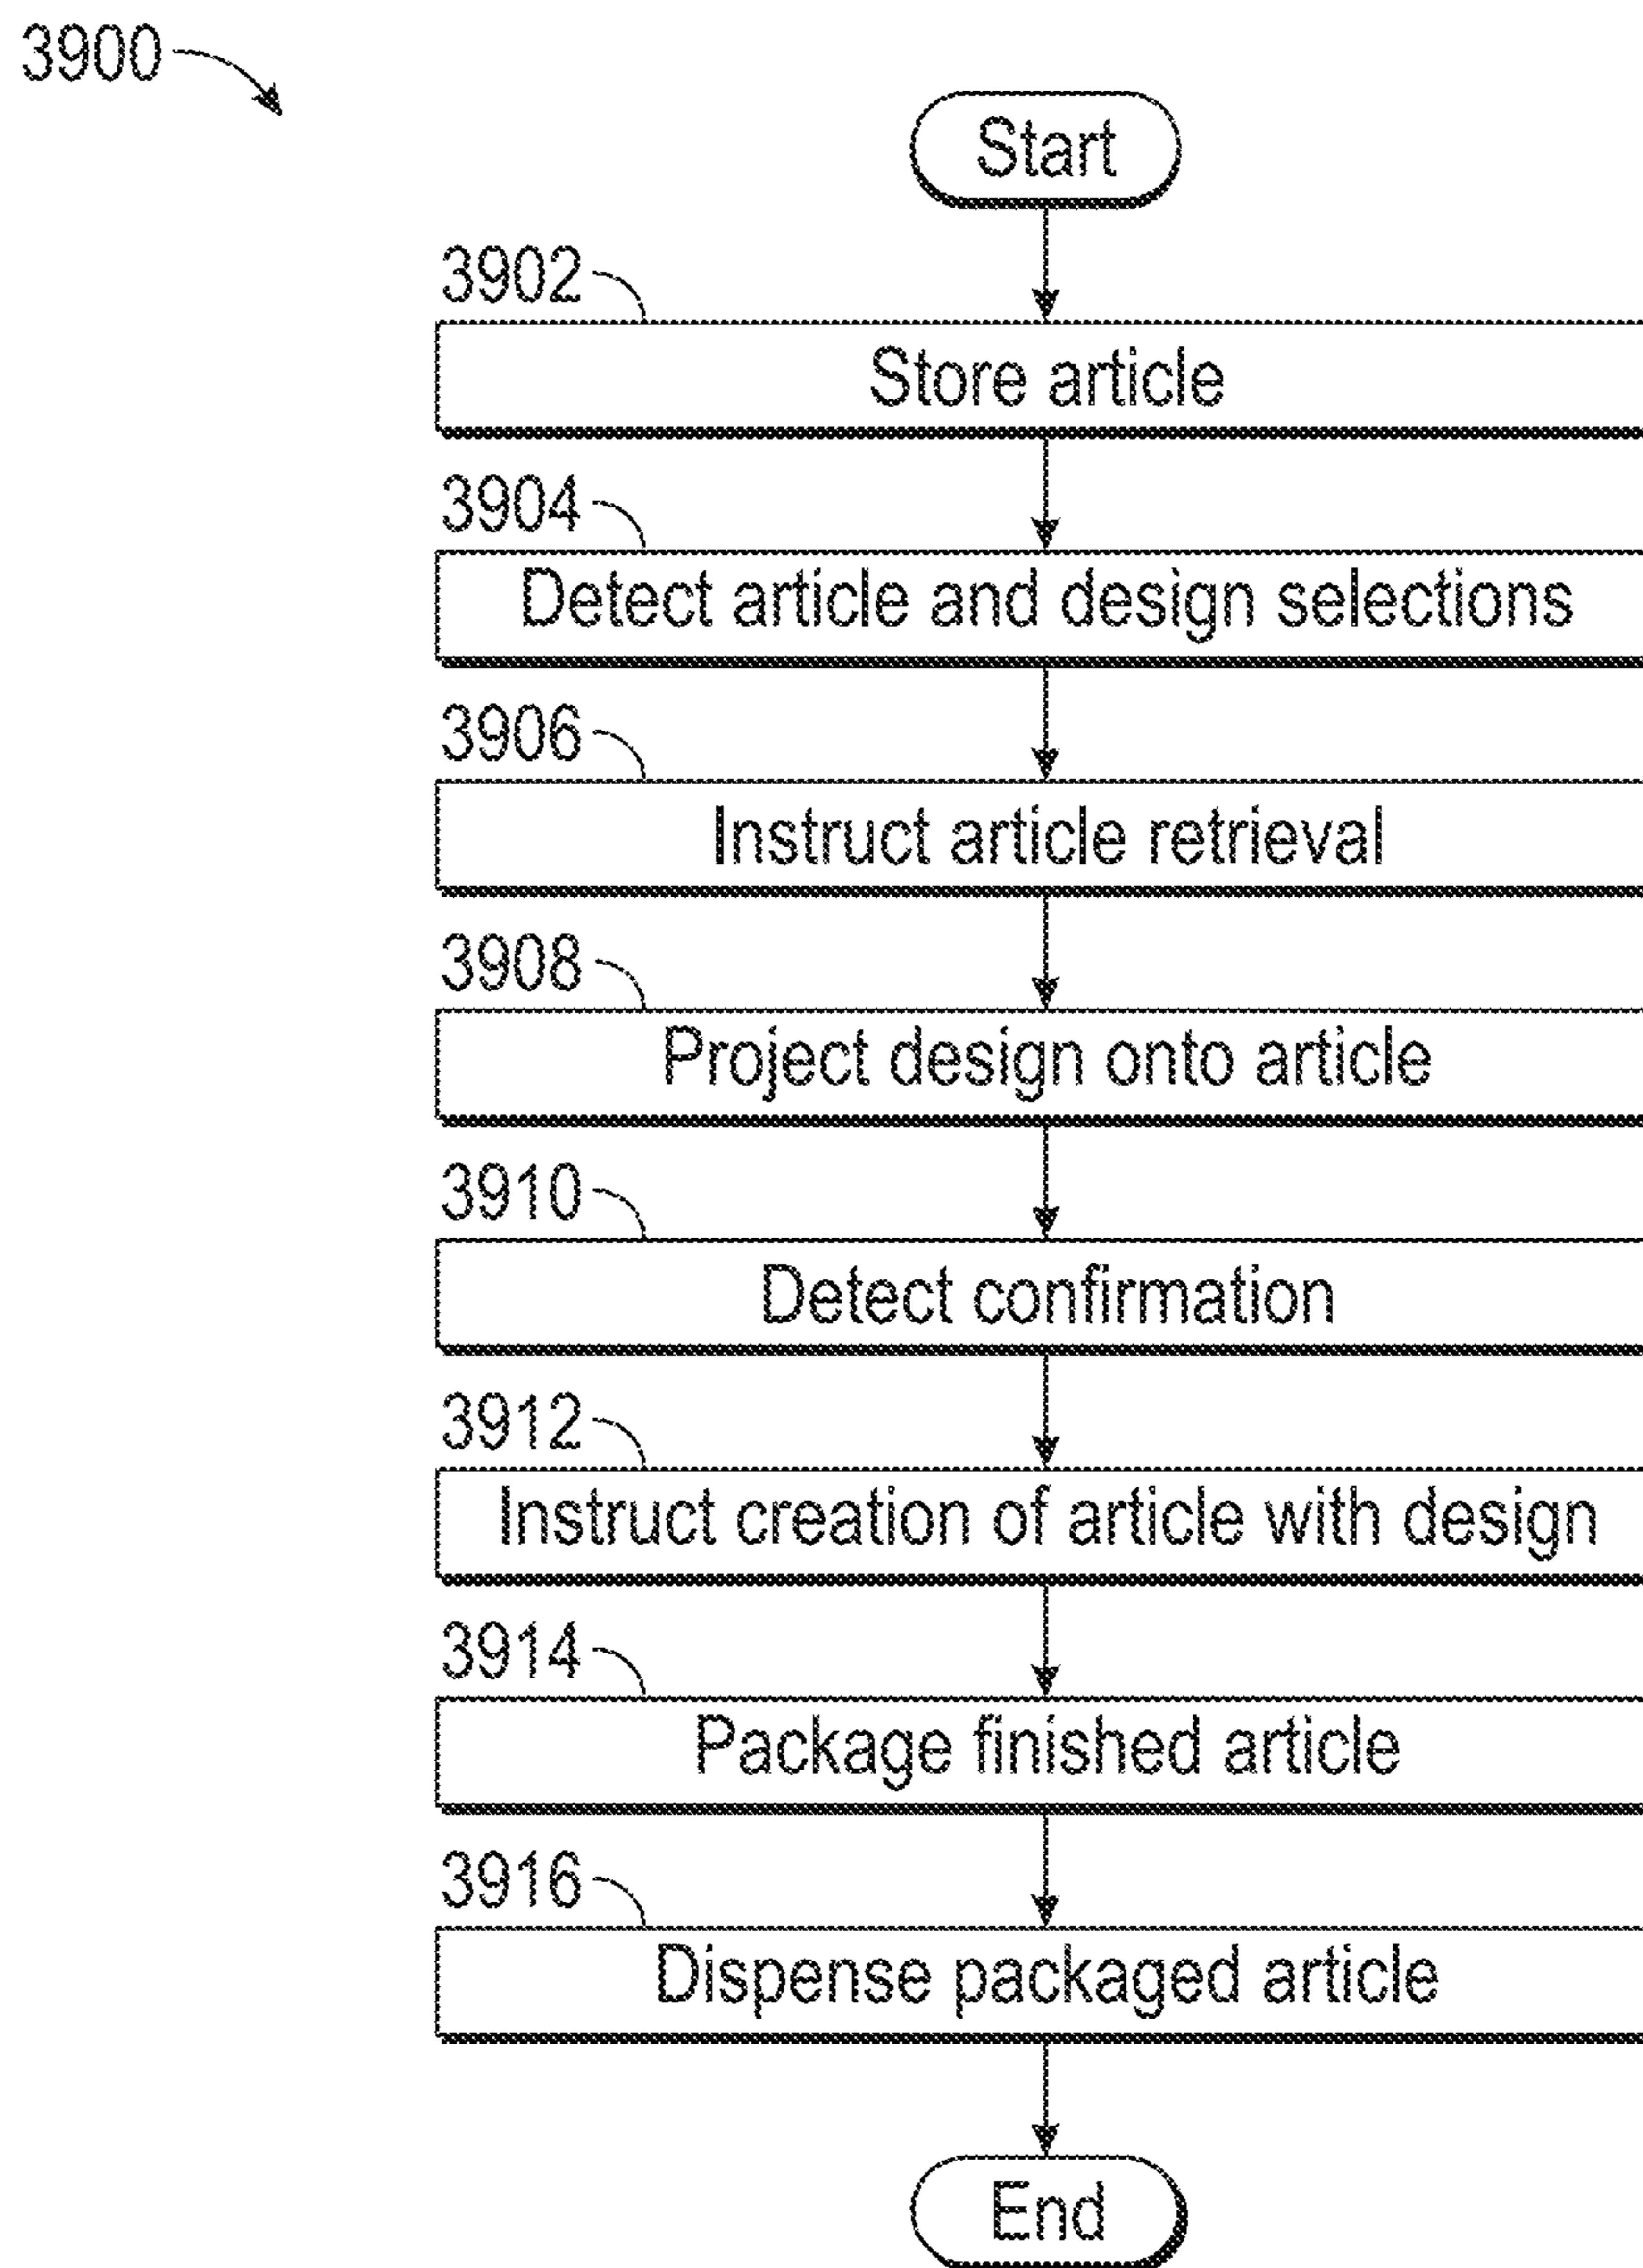 3900
Start
3902
Store article
3904
Detect article and design selections
3906
Instruct article retrieval
3908
Project design onto article
3910
Detect confirmation
3912
Instruct creation of article with design
3914
Package finished article
3916
Dispense packaged article
End